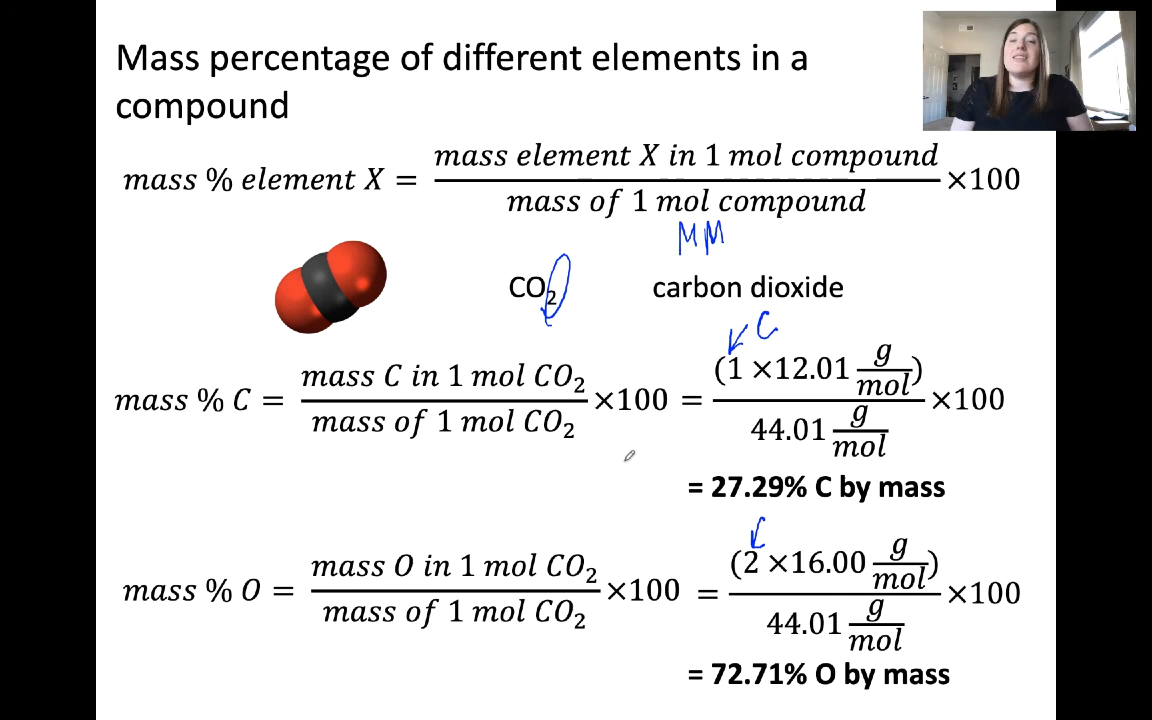 Mass percentage of different elements in a
compound
mass % element X = mass element X in 1 mol compound / mass of 1 mol compound ×100
MM
CO₂ carbon dioxide
C
mass % C = mass C in 1 mol CO₂ / mass of 1 mol CO₂ ×100 = (1 ×12.01 g/mol) / 44.01 g/mol ×100
= 27.29% C by mass
mass % O = mass O in 1 mol CO₂ / mass of 1 mol CO₂ ×100 = (2 ×16.00 g/mol) / 44.01 g/mol ×100
= 72.71% O by mass